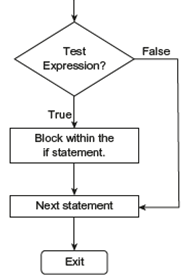 Test
Expression?
False
True
Block within the
if statement.
Next statement
Exit